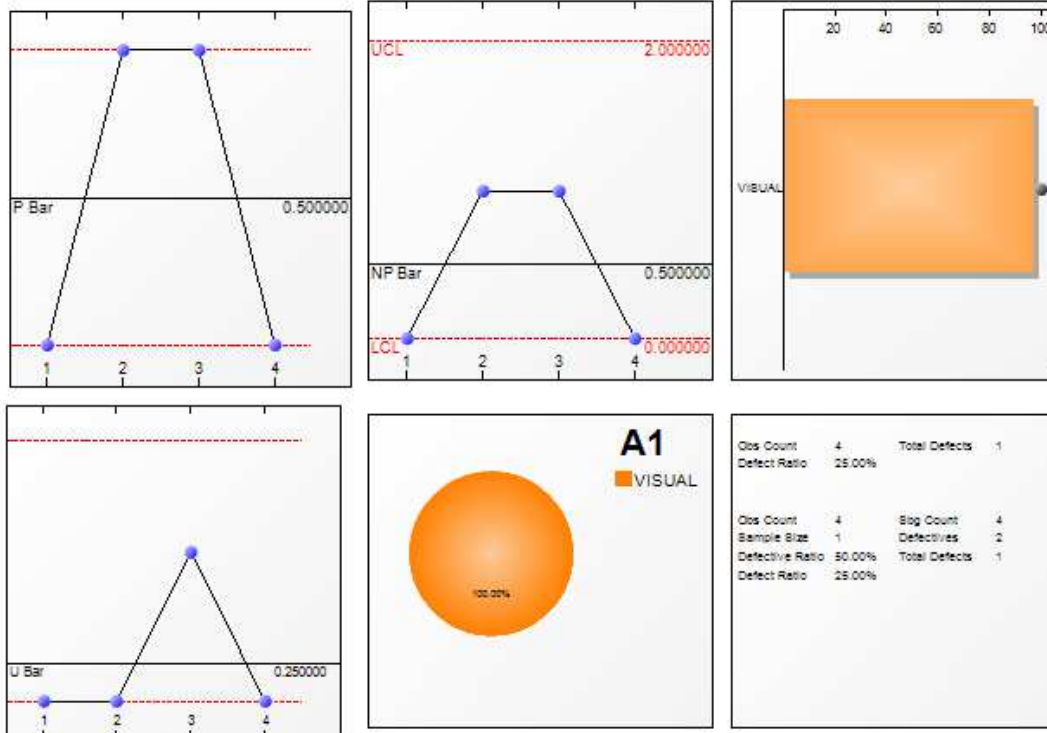 P Bar 0.500000
1 2 3 4
UCL 2.000000
NP Bar 0.500000
LCL 0.000000
1 2 3 4
20 40 60 80 100
VISUAL
U Bar 0.250000
1 2 3 4
A1
VISUAL
100.00%
Obs Count 4 Total Defects 1
Defect Ratio 25.00%
Obs Count 4 Sbg Count 4
Sample Size 1 Defectives 2
Defective Ratio 50.00% Total Defects 1
Defect Ratio 25.00%